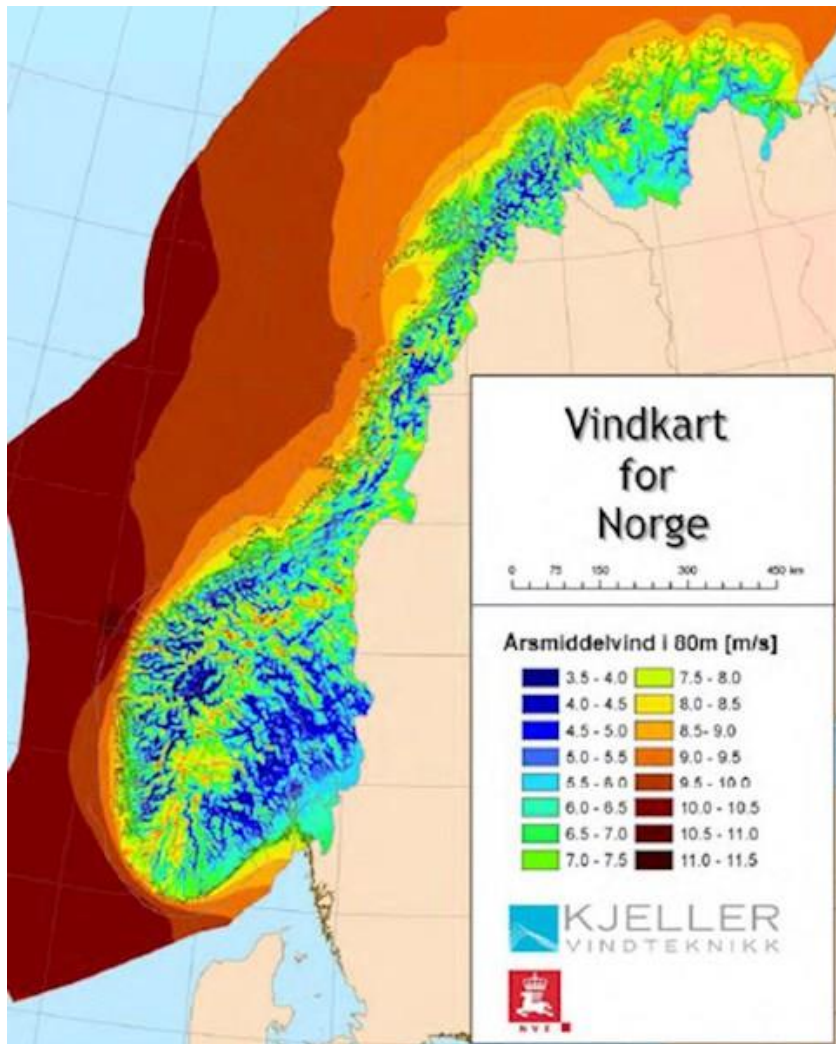 Vindkart
for
Norge
0 75 150 300 450 km
Årsmiddelvind i 80m [m/s]
3.5 - 4.0 7.5 - 8.0
4.0 - 4.5 8.0 - 8.5
4.5 - 5.0 8.5- 9.0
5.0 - 5.5 9.0 - 9.5
5.5 - 6.0 9.5 - 10.0
6.0 - 6.5 10.0 - 10.5
6.5 - 7.0 10.5 - 11.0
7.0 - 7.5 11.0 - 11.5
KJELLER
VINDTEKNIKK
NVE